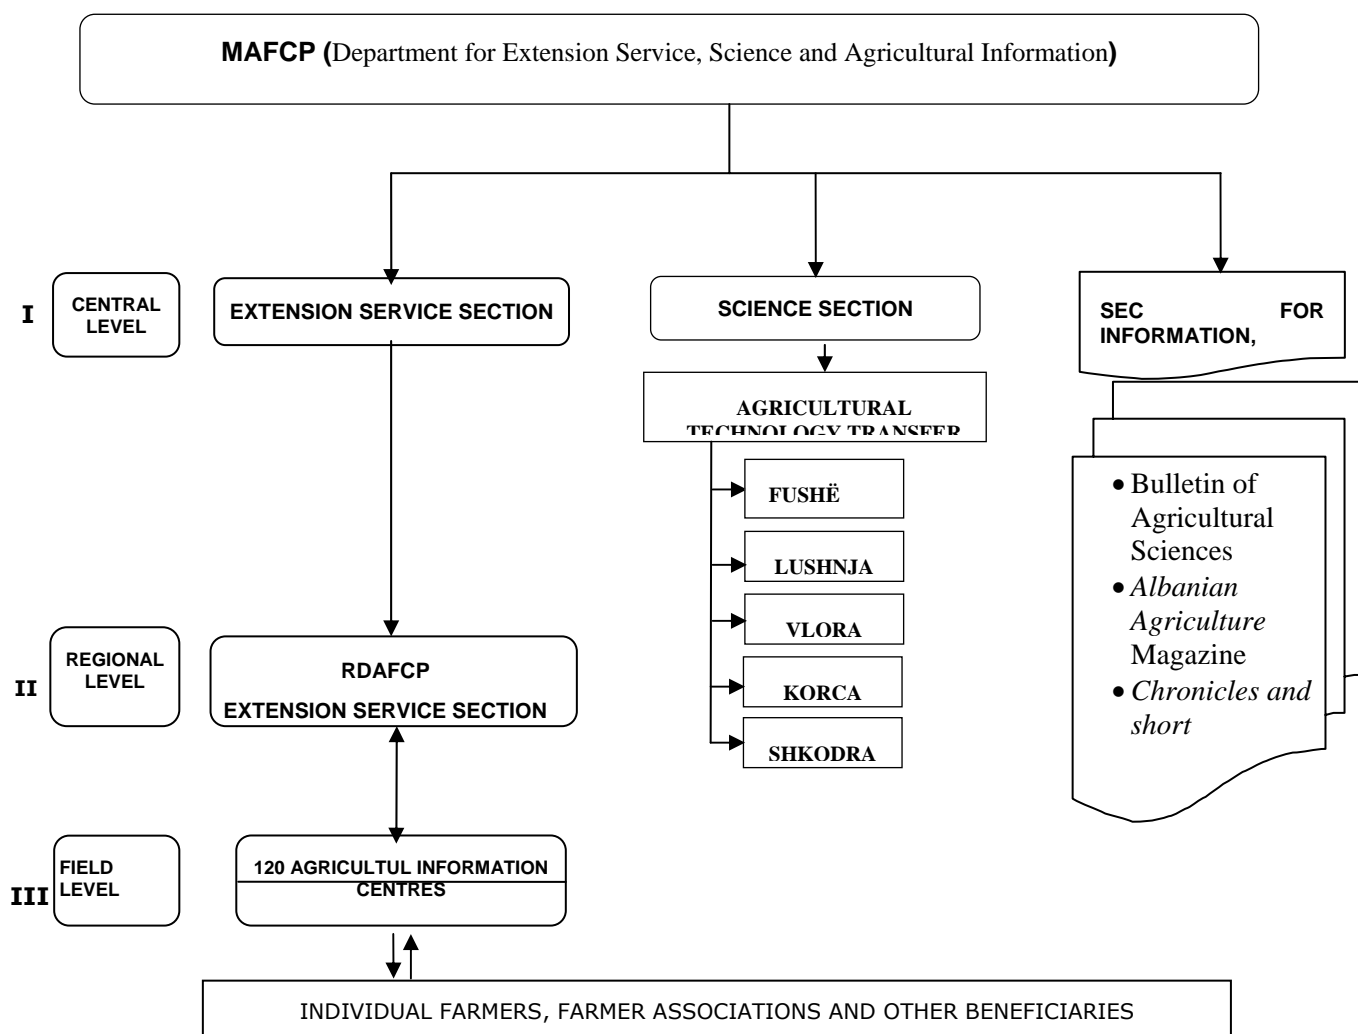 MAFCP (Department for Extension Service, Science and Agricultural Information)
I
CENTRAL
LEVEL
EXTENSION SERVICE SECTION
SCIENCE SECTION
SEC FOR
INFORMATION,
AGRICULTURAL
TECHNOLOGY TRANSFER
FUSHË
LUSHNJA
VLORA
KORCA
SHKODRA
• Bulletin of
Agricultural
Sciences
• Albanian
Agriculture
Magazine
• Chronicles and
short
II
REGIONAL
LEVEL
RDAFCP
EXTENSION SERVICE SECTION
III
FIELD
LEVEL
120 AGRICULTUL INFORMATION
CENTRES
INDIVIDUAL FARMERS, FARMER ASSOCIATIONS AND OTHER BENEFICIARIES